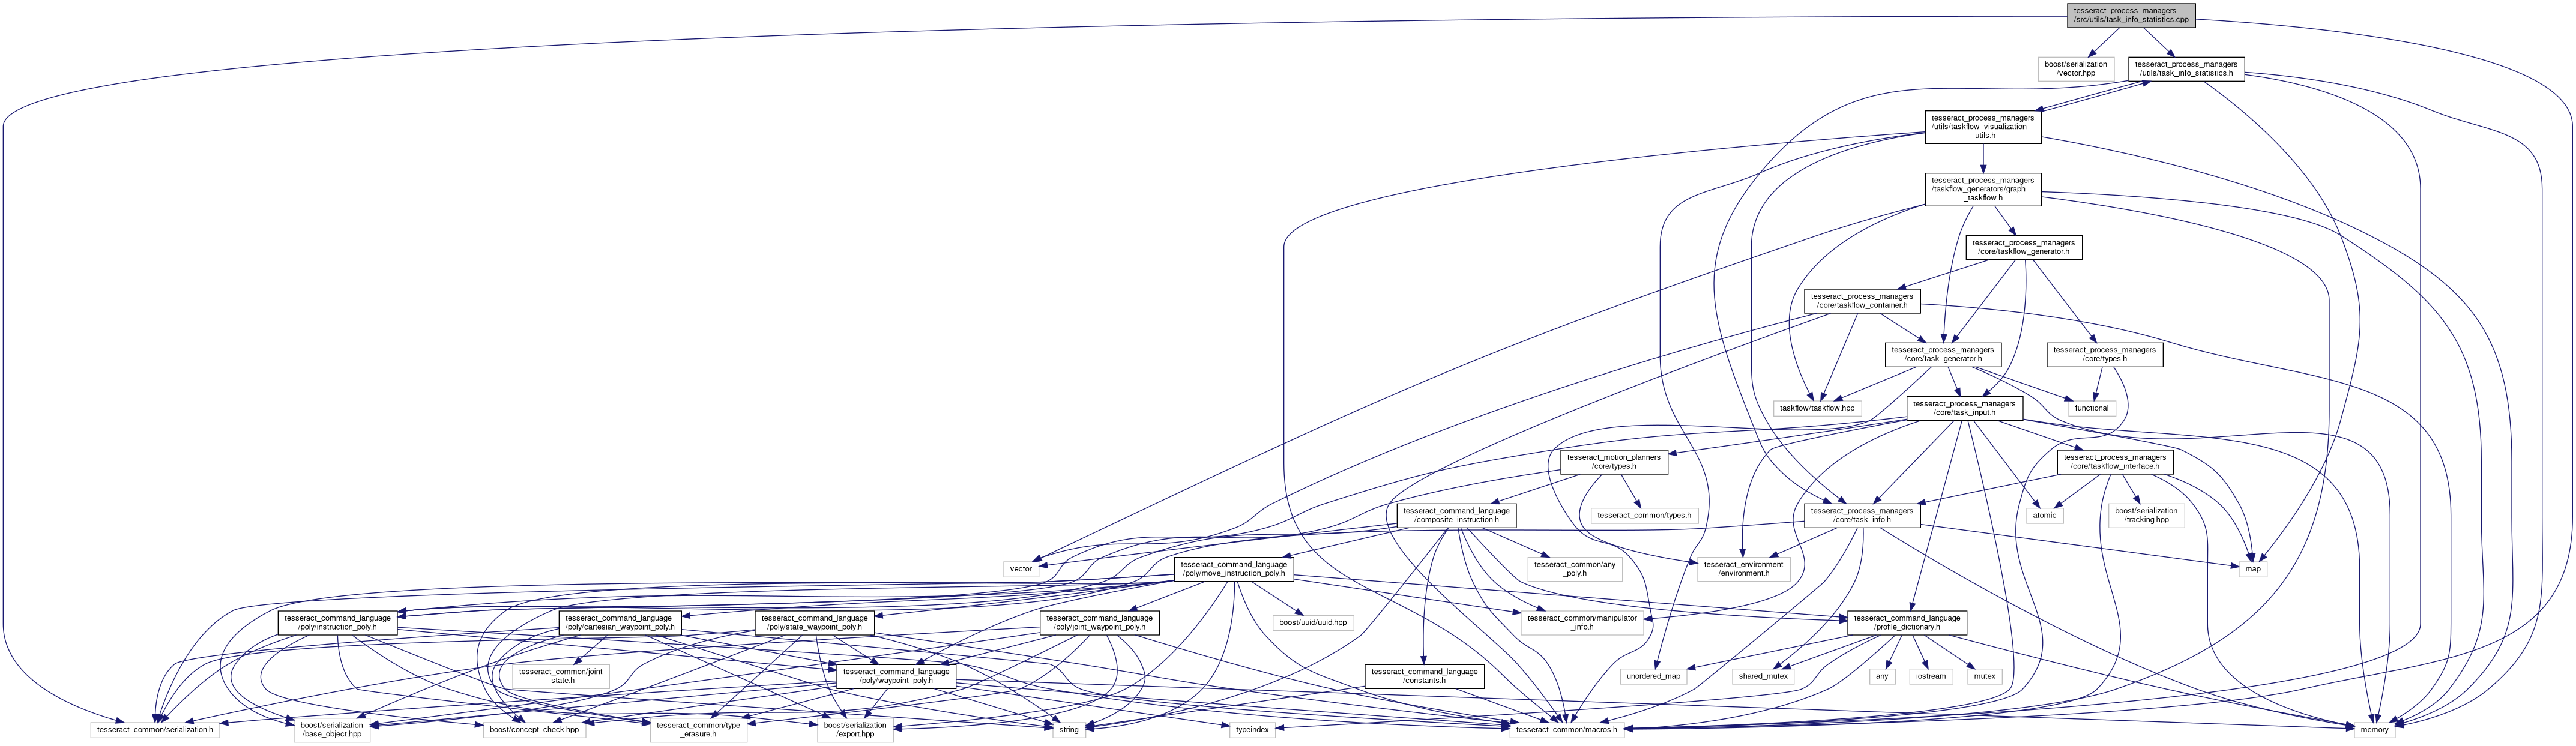 tesseract_process_managers
/src/utils/task_info_statistics.cpp
boost/serialization
/vector.hpp
tesseract_process_managers
/utils/task_info_statistics.h
tesseract_process_managers
/utils/taskflow_visualization
_utils.h
tesseract_process_managers
/taskflow_generators/graph
_taskflow.h
tesseract_process_managers
/core/taskflow_generator.h
tesseract_process_managers
/core/taskflow_container.h
tesseract_process_managers
/core/task_generator.h
tesseract_process_managers
/core/types.h
taskflow/taskflow.hpp
tesseract_process_managers
/core/task_input.h
functional
tesseract_motion_planners
/core/types.h
tesseract_process_managers
/core/taskflow_interface.h
tesseract_command_language
/composite_instruction.h
tesseract_common/types.h
tesseract_process_managers
/core/task_info.h
atomic
boost/serialization
/tracking.hpp
vector
tesseract_command_language
/poly/move_instruction_poly.h
tesseract_common/any
_poly.h
tesseract_environment
/environment.h
map
tesseract_command_language
/poly/instruction_poly.h
tesseract_command_language
/poly/cartesian_waypoint_poly.h
tesseract_command_language
/poly/state_waypoint_poly.h
tesseract_command_language
/poly/joint_waypoint_poly.h
boost/uuid/uuid.hpp
tesseract_common/manipulator
_info.h
tesseract_command_language
/profile_dictionary.h
tesseract_common/joint
_state.h
tesseract_command_language
/poly/waypoint_poly.h
tesseract_command_language
/constants.h
unordered_map
shared_mutex
any
iostream
mutex
tesseract_common/serialization.h
boost/serialization
/base_object.hpp
boost/concept_check.hpp
tesseract_common/type
_erasure.h
boost/serialization
/export.hpp
string
typeindex
tesseract_common/macros.h
memory